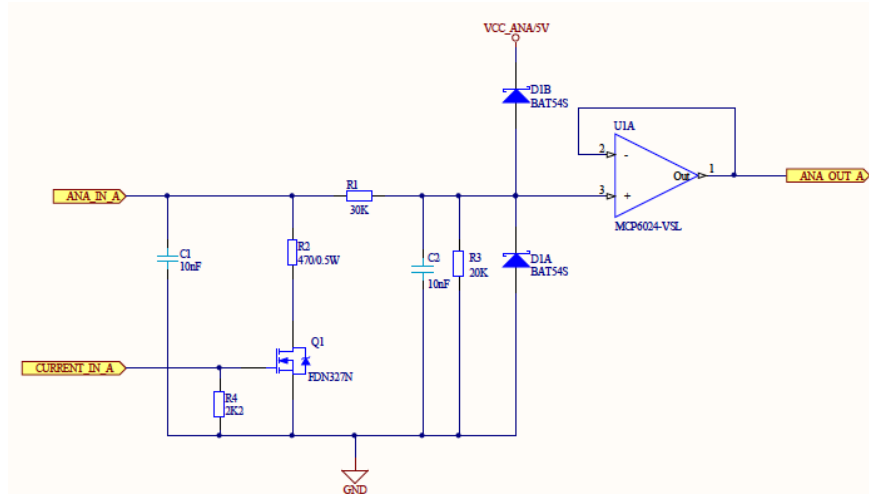 VCC_ANA/5V
D1B
BAT54S
U1A
2
-
1
Out
ANA_OUT_A
3
+
MCP6024-VSL
ANA_IN_A
R1
30K
C1
10nF
R2
470/0.5W
C2
10nF
R3
20K
D1A
BAT54S
Q1
FDN327N
CURRENT_IN_A
R4
2K2
GND